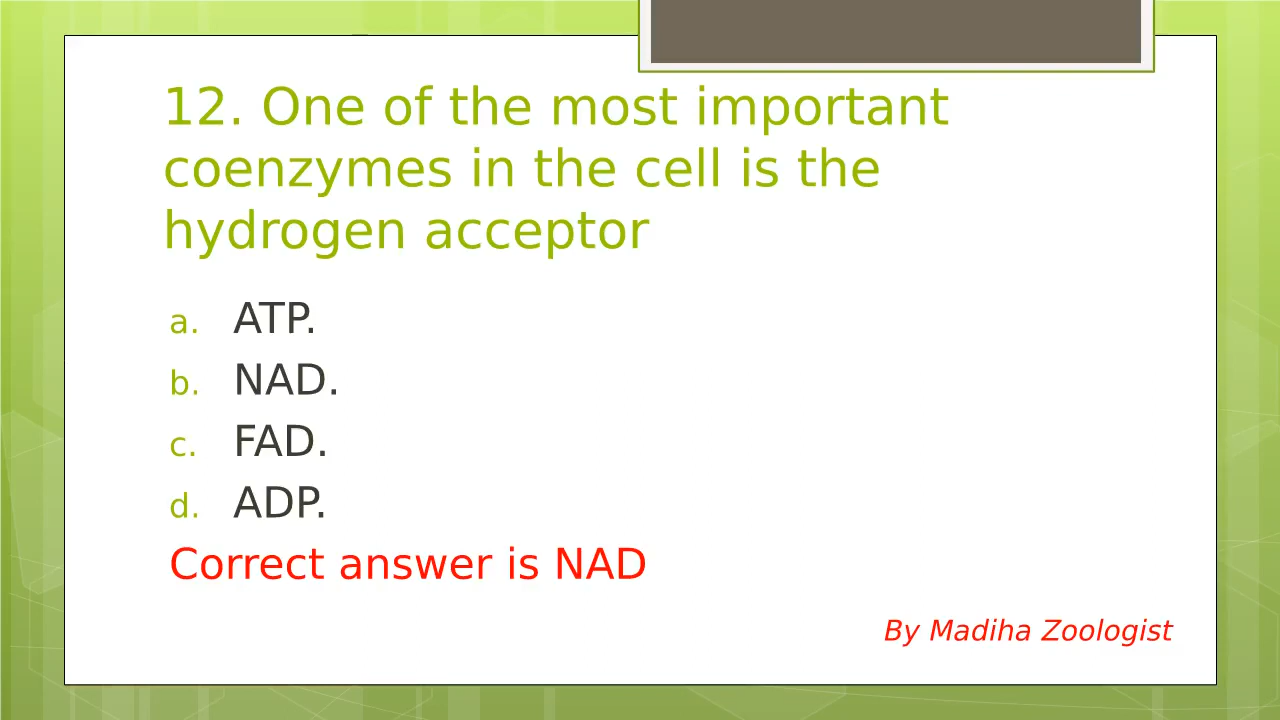 12. One of the most important
coenzymes in the cell is the
hydrogen acceptor
a. ATP.
b. NAD.
c. FAD.
d. ADP.
Correct answer is NAD
By Madiha Zoologist